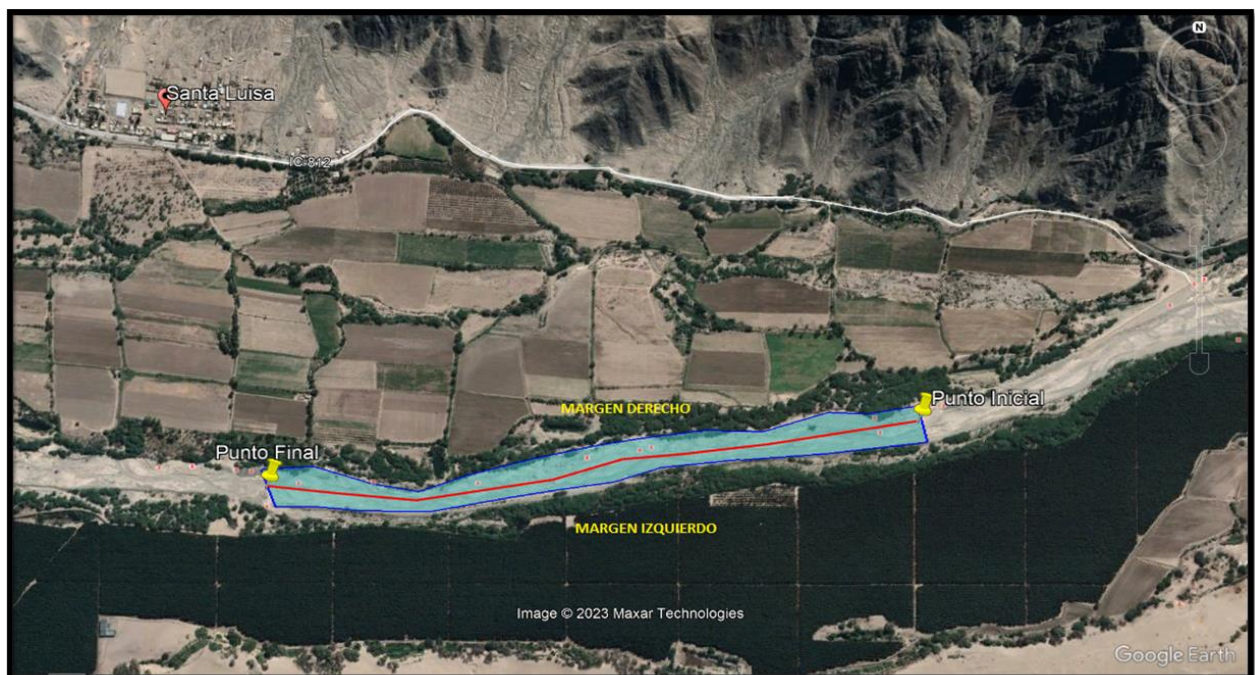 N
Santa Luisa
IC-812
Punto Inicial
MARGEN DERECHO
Punto Final
MARGEN IZQUIERDO
Image © 2023 Maxar Technologies
Google Earth